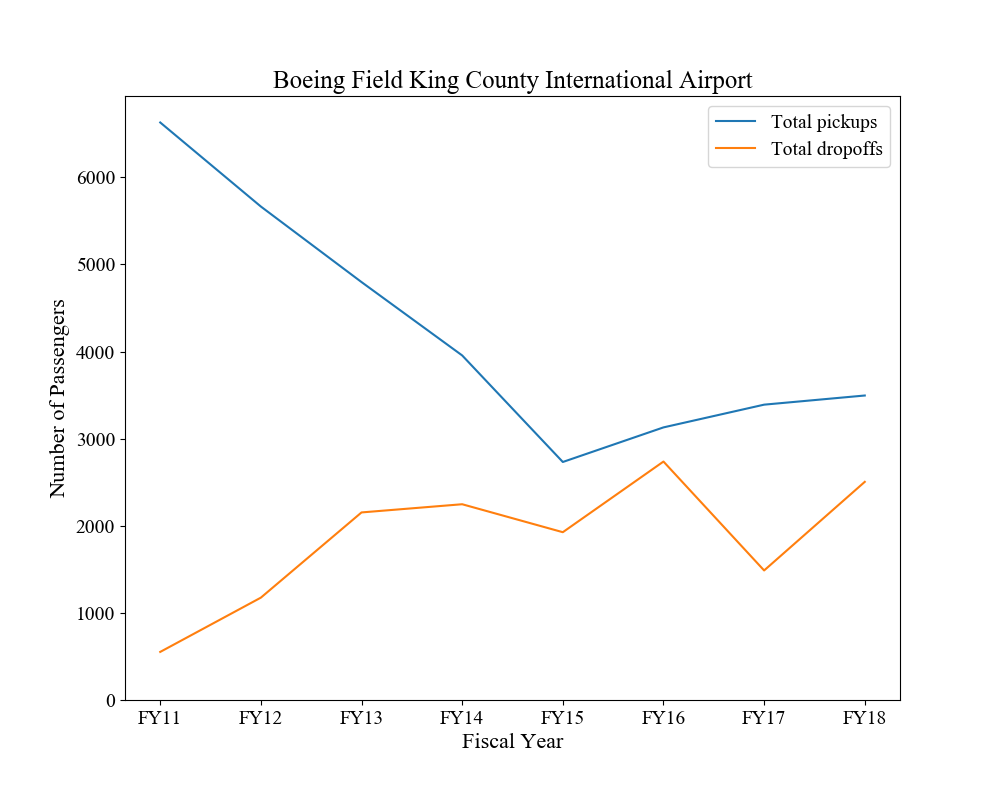 Boeing Field King County International Airport
Total pickups
Total dropoffs
Number of Passengers
6000
5000
4000
3000
2000
1000
0
FY11 FY12 FY13 FY14 FY15 FY16 FY17 FY18
Fiscal Year